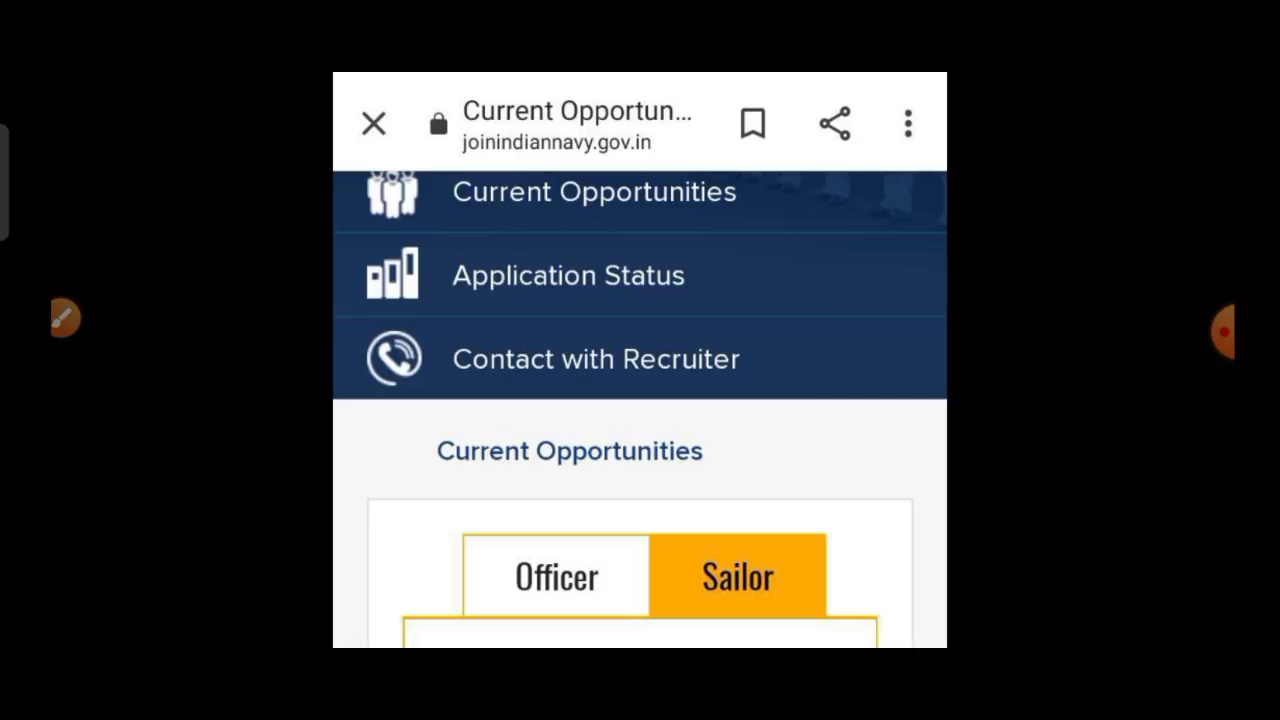 Current Opportun...
joinindiannavy.gov.in
Current Opportunities
Application Status
Contact with Recruiter
Current Opportunities
Officer Sailor